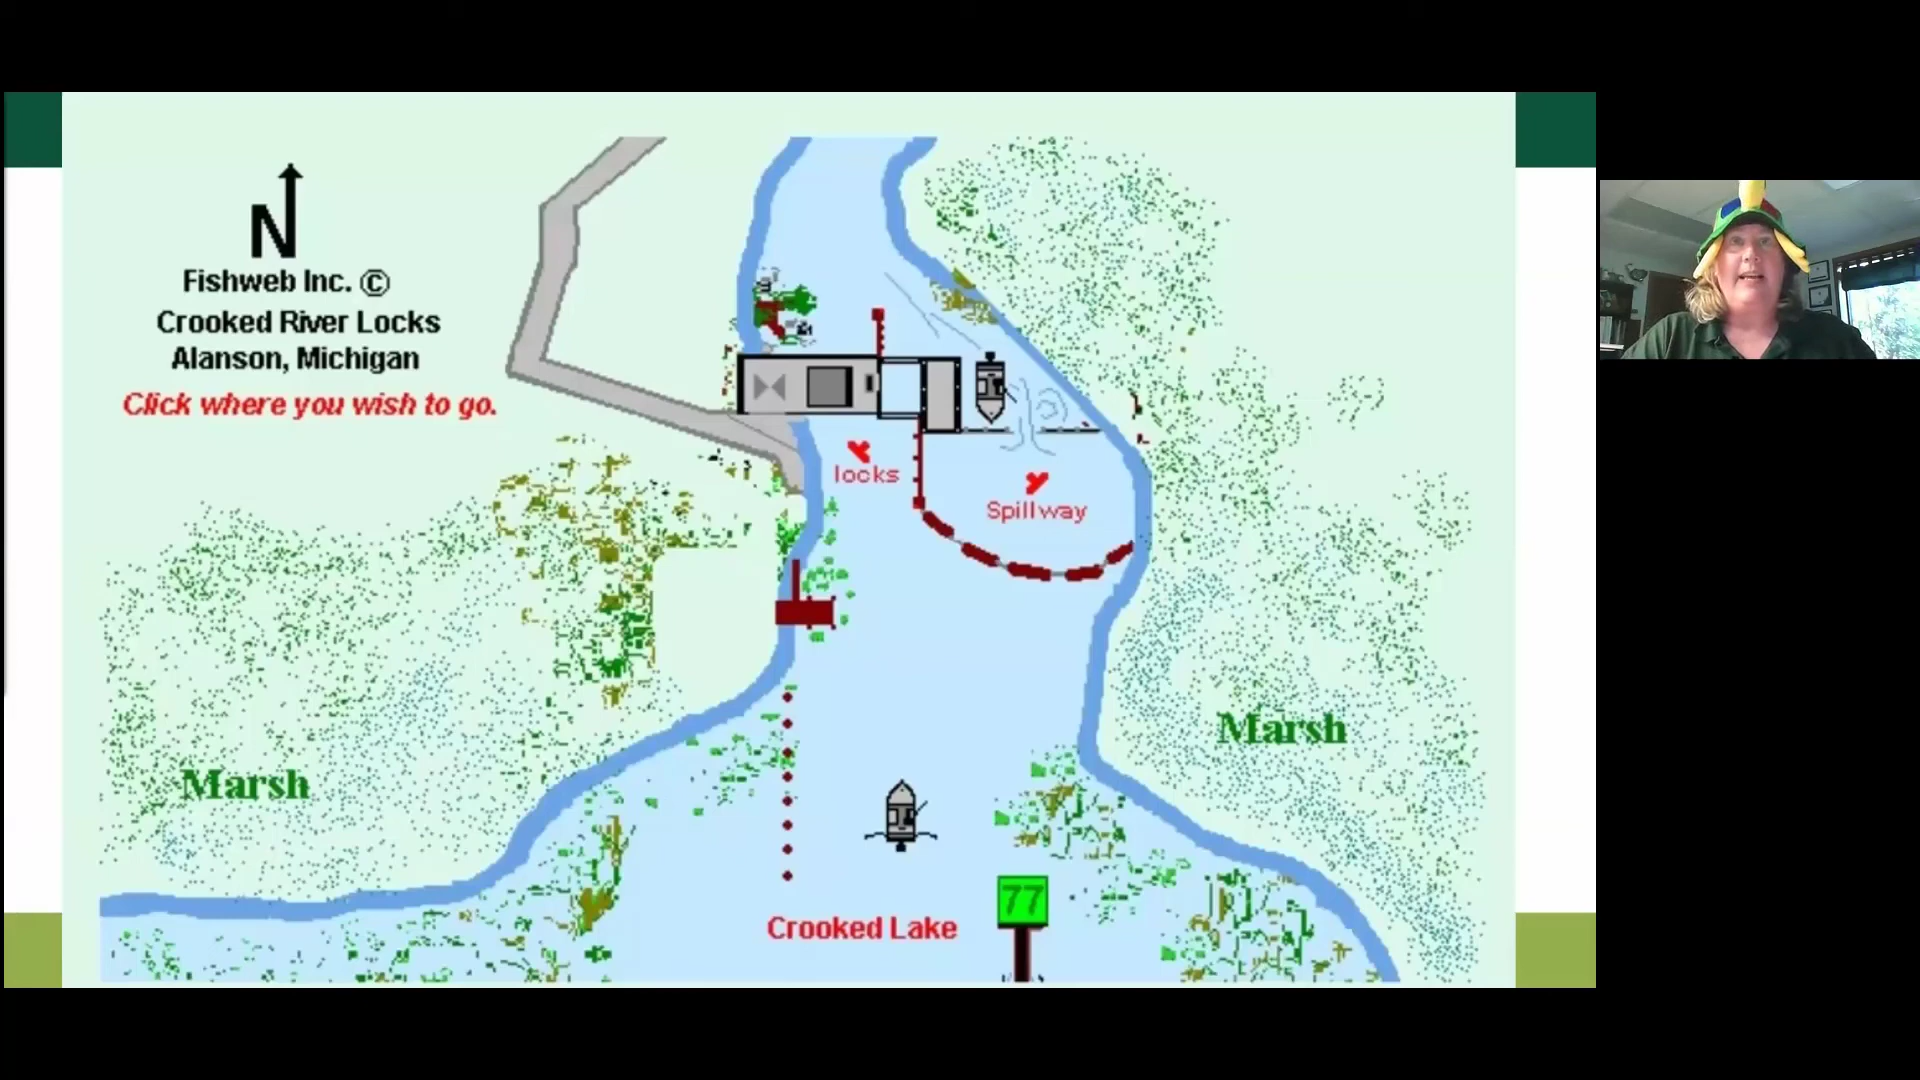 N
Fishweb Inc. ©
Crooked River Locks
Alanson, Michigan
Click where you wish to go.
locks
Spillway
Marsh
Marsh
77
Crooked Lake